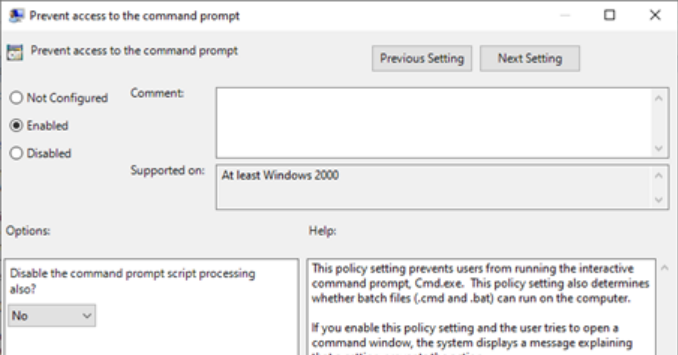 Prevent access to the command prompt
Prevent access to the command prompt
Previous Setting
Next Setting
Not Configured
Comment:
Enabled
Disabled
Supported on:
At least Windows 2000
Options:
Help:
Disable the command prompt script processing
also?
No
This policy setting prevents users from running the interactive
command prompt, Cmd.exe.  This policy setting also determines
whether batch files (.cmd and .bat) can run on the computer.
If you enable this policy setting and the user tries to open a
command window, the system displays a message explaining